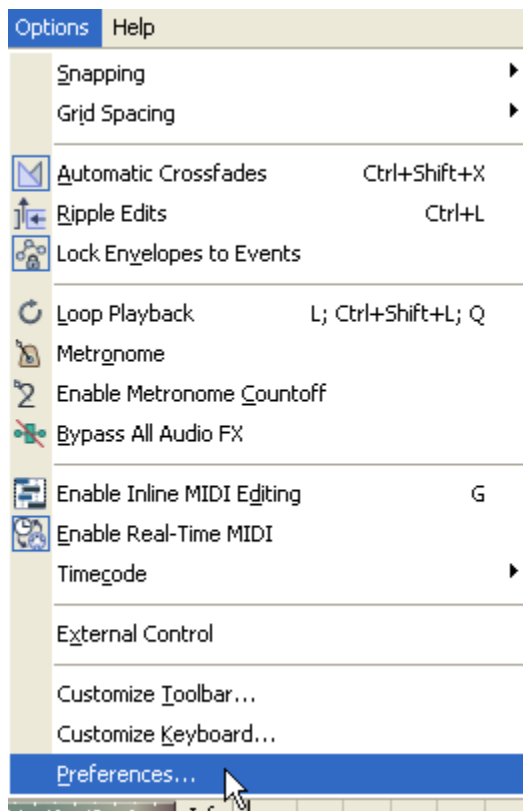 Options Help
Snapping
Grid Spacing
Automatic Crossfades Ctrl+Shift+X
Ripple Edits Ctrl+L
Lock Envelopes to Events
Loop Playback L; Ctrl+Shift+L; Q
Metronome
2 Enable Metronome Countoff
Bypass All Audio FX
Enable Inline MIDI Editing G
Enable Real-Time MIDI
Timecode
External Control
Customize Toolbar...
Customize Keyboard...
Preferences...